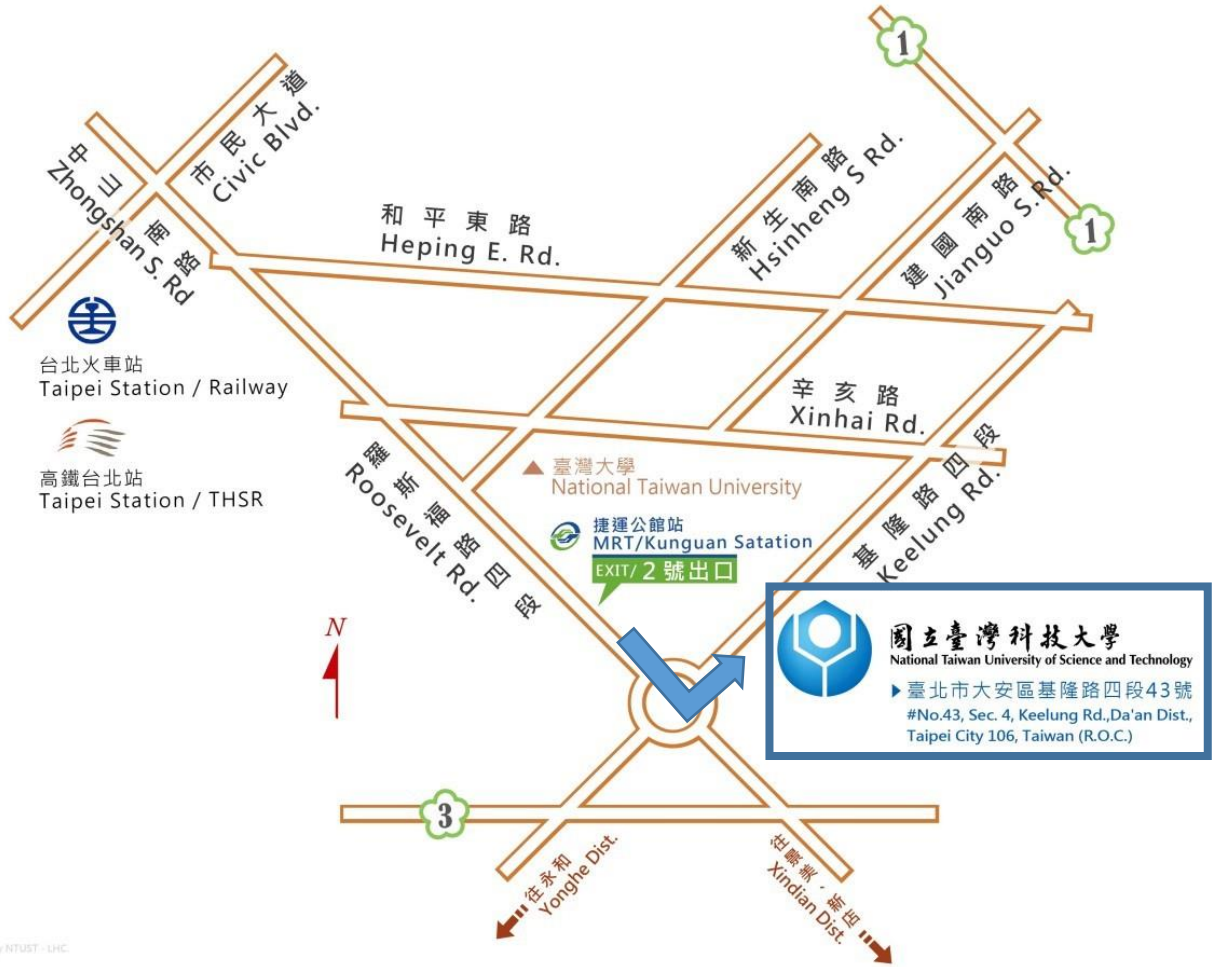 1
市民大道
Civic Blvd.
中山南路
Zhongshan S. Rd
和平東路
Heping E. Rd.
新生南路
Hsinheng S Rd.
建國南路
Jianguo S.Rd.
1
台北火車站
Taipei Station / Railway
高鐵台北站
Taipei Station / THSR
辛亥路
Xinhai Rd.
羅斯福路四段
Roosevelt Rd.
臺灣大學
National Taiwan University
捷運公館站
MRT/Kunguan Satation
EXIT/ 2 號出口
基隆路四段
Keelung Rd.
N
國立臺灣科技大學
National Taiwan University of Science and Technology
臺北市大安區基隆路四段43號
#No.43, Sec. 4, Keelung Rd.,Da'an Dist.,
Taipei City 106, Taiwan (R.O.C.)
3
往永和
Yonghe Dist.
往景美、新店
Xindian Dist.
NTUST - LHC